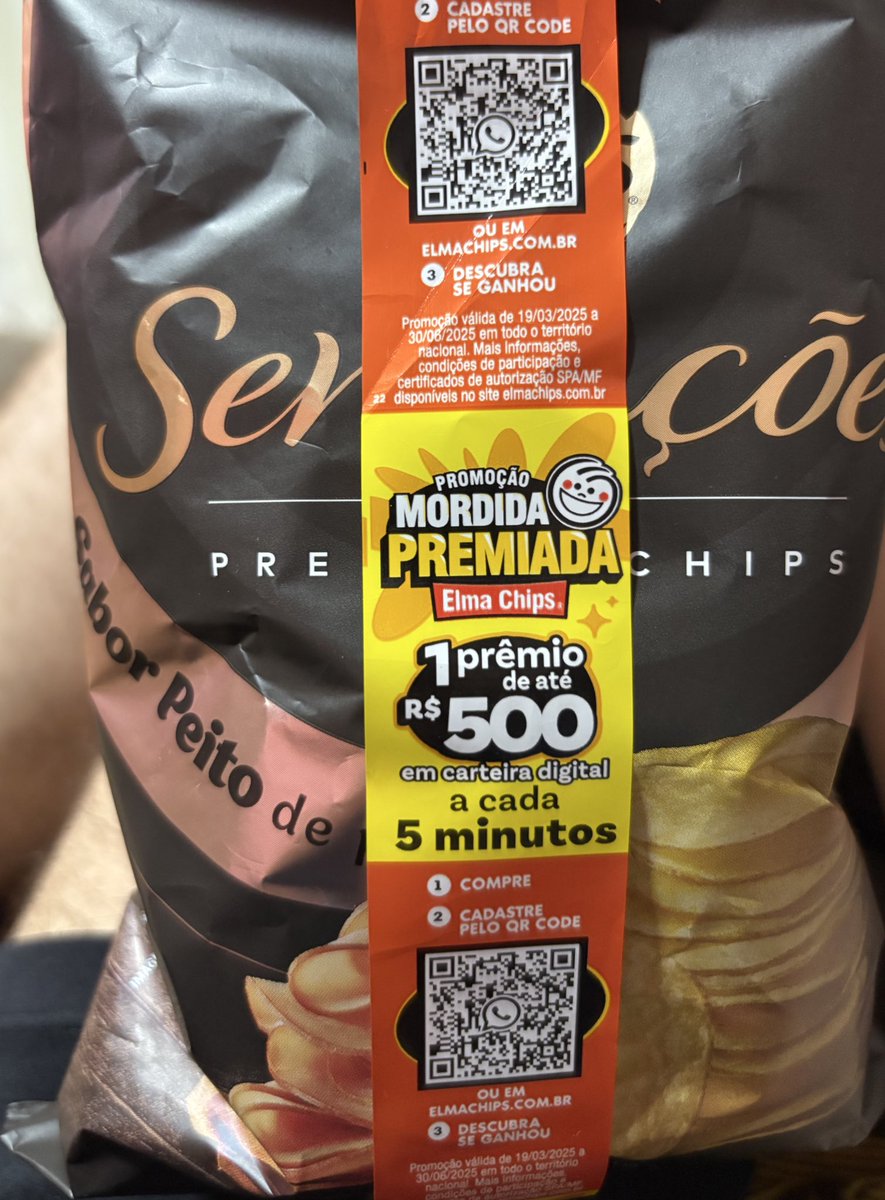 2 CADASTRE
PELO QR CODE
OU EM
ELMACHIPS.COM.BR
3 DESCUBRA
SE GANHOU
Promoção válida de 19/03/2025 a
30/06/2025 em todo o território
nacional. Mais Informações,
condições de participação e
certificados de autorização SPA/MF
22 disponíveis no site elmachips.com.br
®
PROMOÇÃO
MORDIDA
PREMIADA
Elma Chips
Sabor Peito de
1 prêmio
de até
R$ 500
em carteira digital
a cada
5 minutos
1 COMPRE
2 CADASTRE
PELO QR CODE
OU EM
ELMACHIPS.COM.BR
3 DESCUBRA
SE GANHOU
Promoção válida de 19/03/2025 a
30/06/2025 em todo o território
nacional. Mais Informações,
condições de participação e
CHIPS